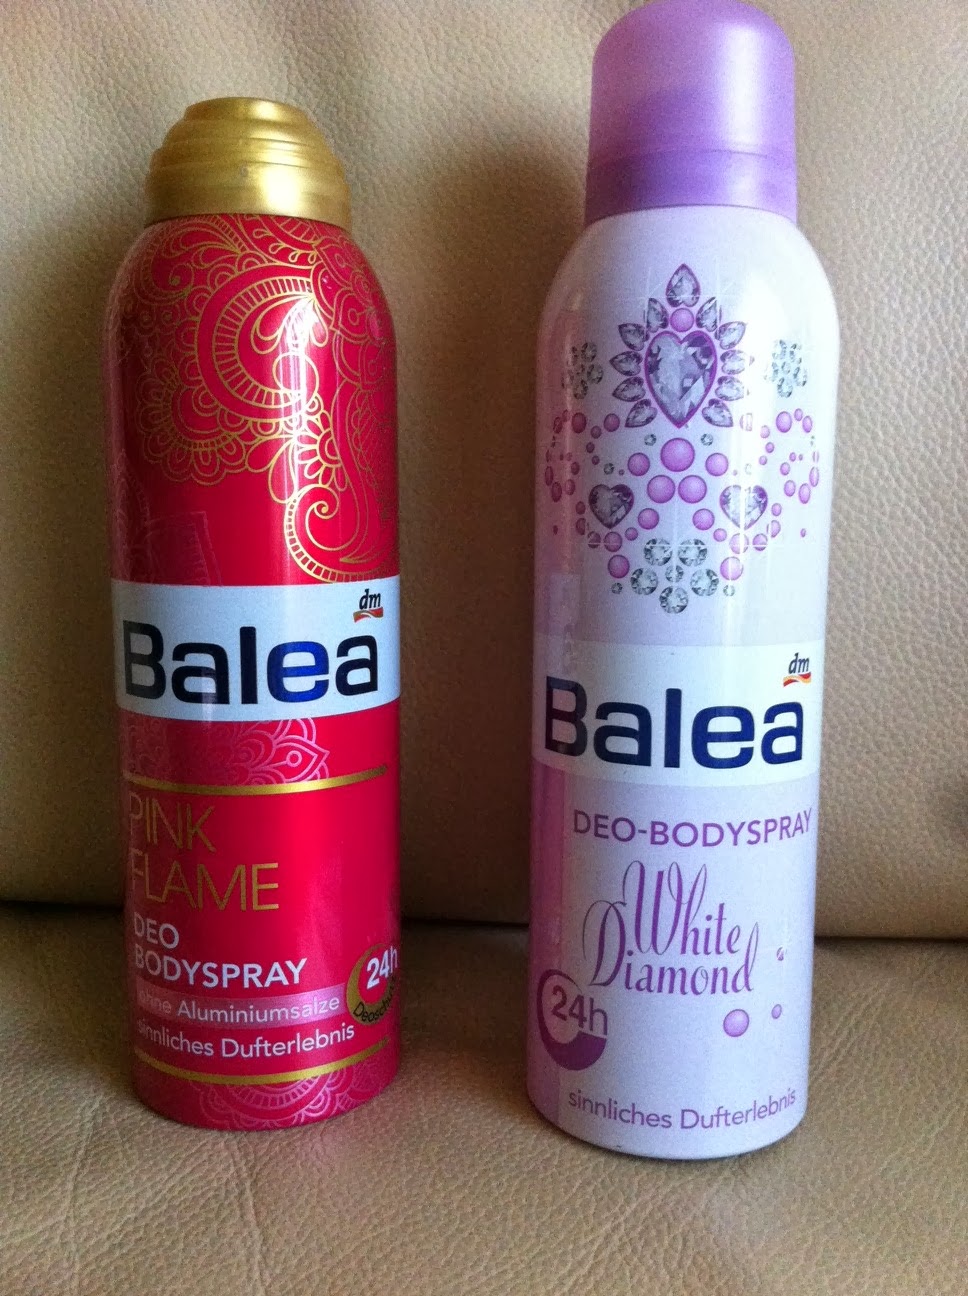 dm
Balea
PINK
FLAME
DEO
BODYSPRAY
ohne Aluminiumsalze
sinnliches Dufterlebnis
24h
dm
Balea
DEO-BODYSPRAY
White
Diamond
24h
sinnliches Dufterlebnis